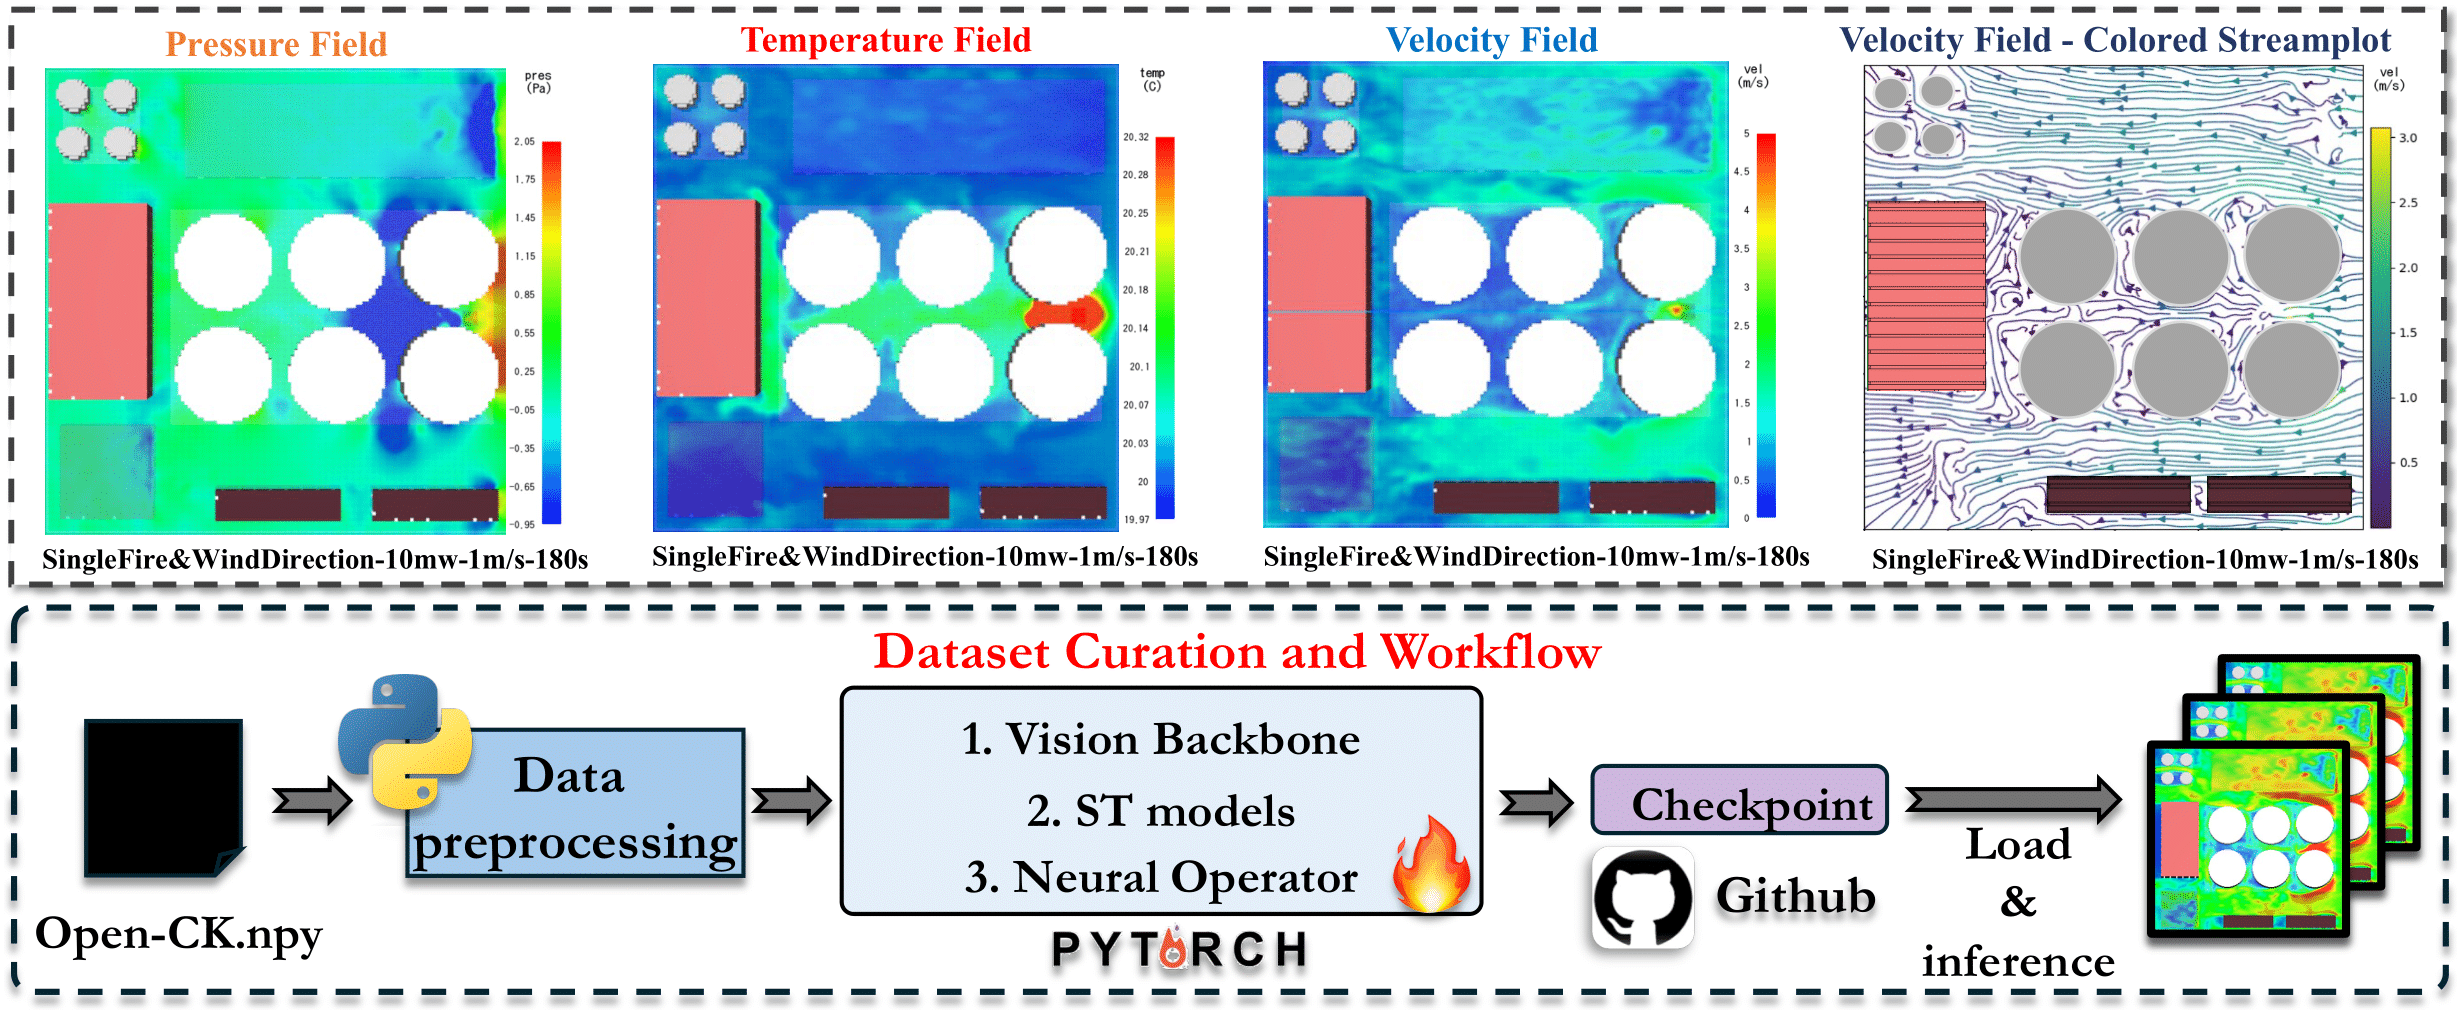 Pressure Field
pres
(Pa)
2.05
1.75
1.45
1.15
0.85
0.55
0.25
-0.05
-0.35
-0.65
-0.95
SingleFire&WindDirection-10mw-1m/s-180s
Temperature Field
temp
(C)
20.32
20.28
20.25
20.21
20.18
20.14
20.1
20.07
20.03
20
19.97
SingleFire&WindDirection-10mw-1m/s-180s
Velocity Field
vel
(m/s)
5
4.5
4
3.5
3
2.5
2
1.5
1
0.5
0
SingleFire&WindDirection-10mw-1m/s-180s
Velocity Field - Colored Streamplot
vel
(m/s)
3.0
2.5
2.0
1.5
1.0
0.5
SingleFire&WindDirection-10mw-1m/s-180s
Dataset Curation and Workflow
Open-CK.npy
Data
preprocessing
1. Vision Backbone
2. ST models
3. Neural Operator
PYTORCH
Checkpoint
Github
Load
&
inference